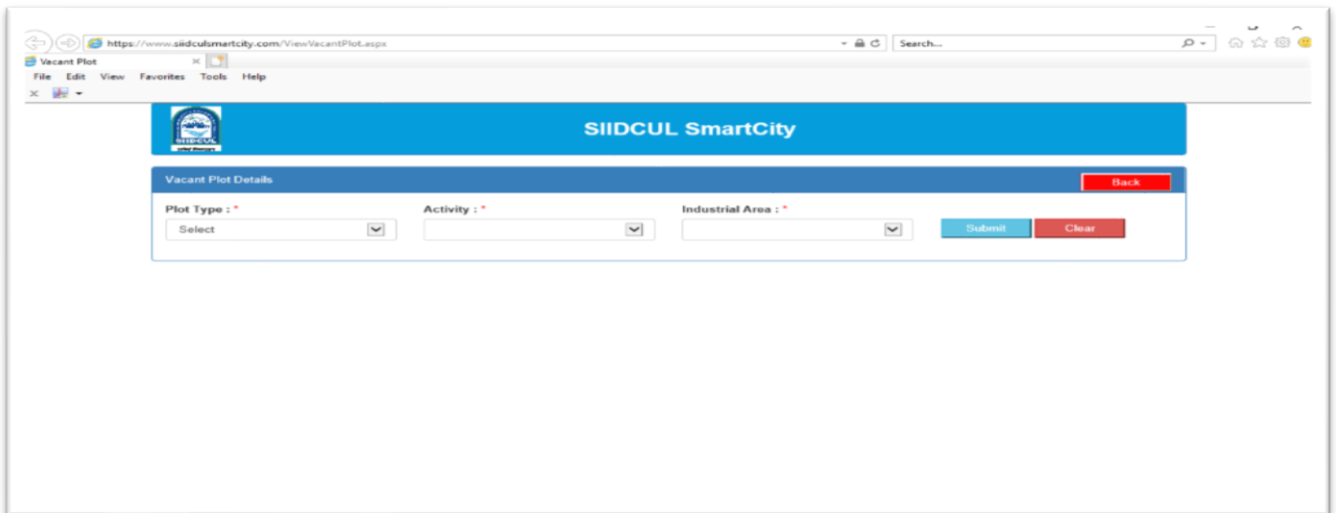 https://www.siidculsmartcity.com/ViewVacantPlot.aspx
Search...
Vacant Plot
File Edit View Favorites Tools Help
SIIDCUL
SIIDCUL SmartCity
Vacant Plot Details
Back
Plot Type : * Activity : * Industrial Area : *
Select
Submit Clear